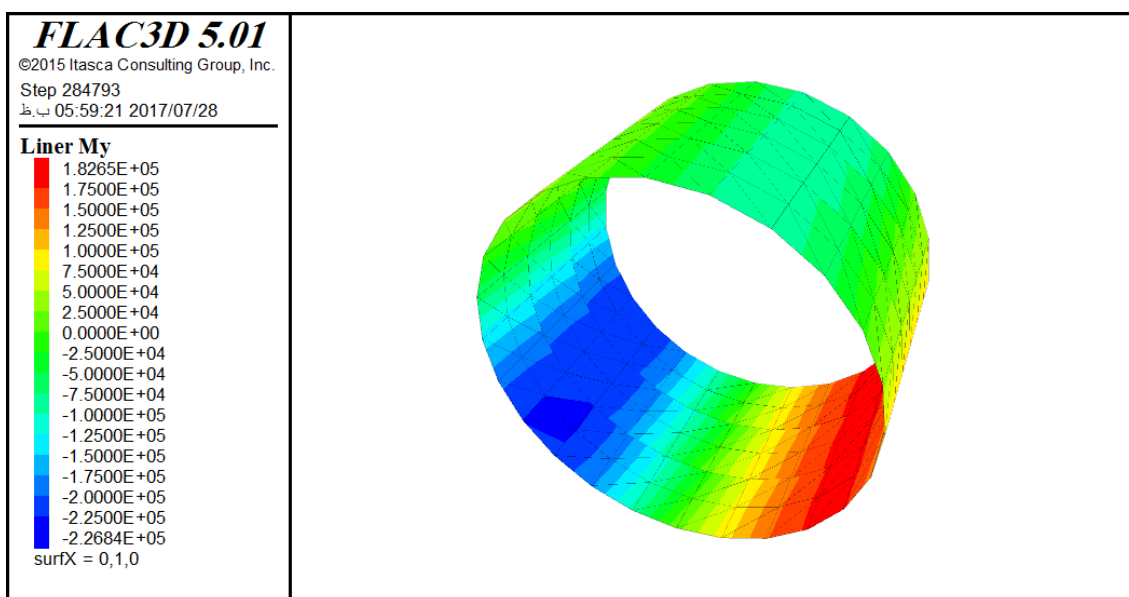 FLAC3D 5.01
©2015 Itasca Consulting Group, Inc.
Step 284793
ب.ظ 05:59:21 2017/07/28
Liner My
1.8265E+05
1.7500E+05
1.5000E+05
1.2500E+05
1.0000E+05
7.5000E+04
5.0000E+04
2.5000E+04
0.0000E+00
-2.5000E+04
-5.0000E+04
-7.5000E+04
-1.0000E+05
-1.2500E+05
-1.5000E+05
-1.7500E+05
-2.0000E+05
-2.2500E+05
-2.2684E+05
surfX = 0,1,0